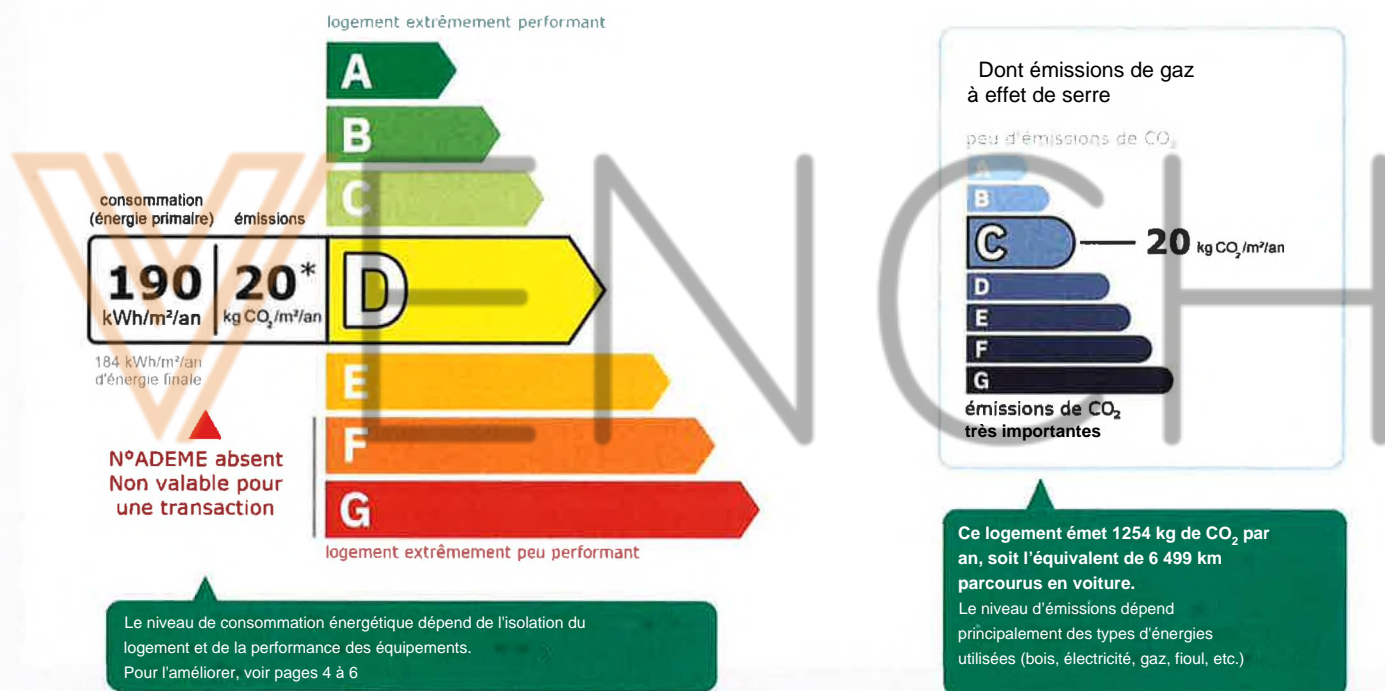 logement extrêmement performant
A
B
C
consommation
(énergie primaire) émissions
190 20*
kWh/m²/an kg CO₂/m²/an
D
184 kWh/m²/an
d'énergie finale
E
F
G
N°ADEME absent
Non valable pour
une transaction
logement extrêmement peu performant
Le niveau de consommation énergétique dépend de l'isolation du
logement et de la performance des équipements.
Pour l'améliorer, voir pages 4 à 6
Dont émissions de gaz
à effet de serre
peu d'émissions de CO₂
A
B
C 20 kg CO₂/m²/an
D
E
F
G
émissions de CO₂
très importantes
Ce logement émet 1254 kg de CO₂ par
an, soit l'équivalent de 6 499 km
parcourus en voiture.
Le niveau d'émissions dépend
principalement des types d'énergies
utilisées (bois, électricité, gaz, fioul, etc.)
VENCH